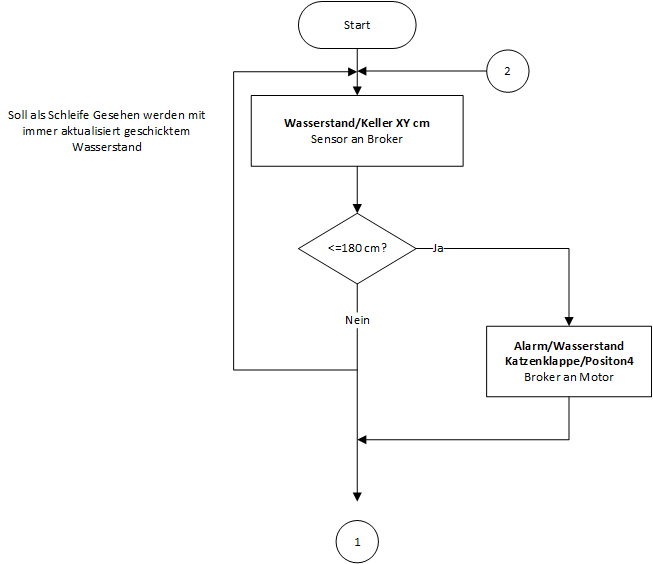 Start
2
Soll als Schleife Gesehen werden mit
immer aktualisiert geschicktem
Wasserstand
Wasserstand/Keller XY cm
Sensor an Broker
<=180 cm?
Ja
Nein
Alarm/Wasserstand
Katzenklappe/Positon4
Broker an Motor
1